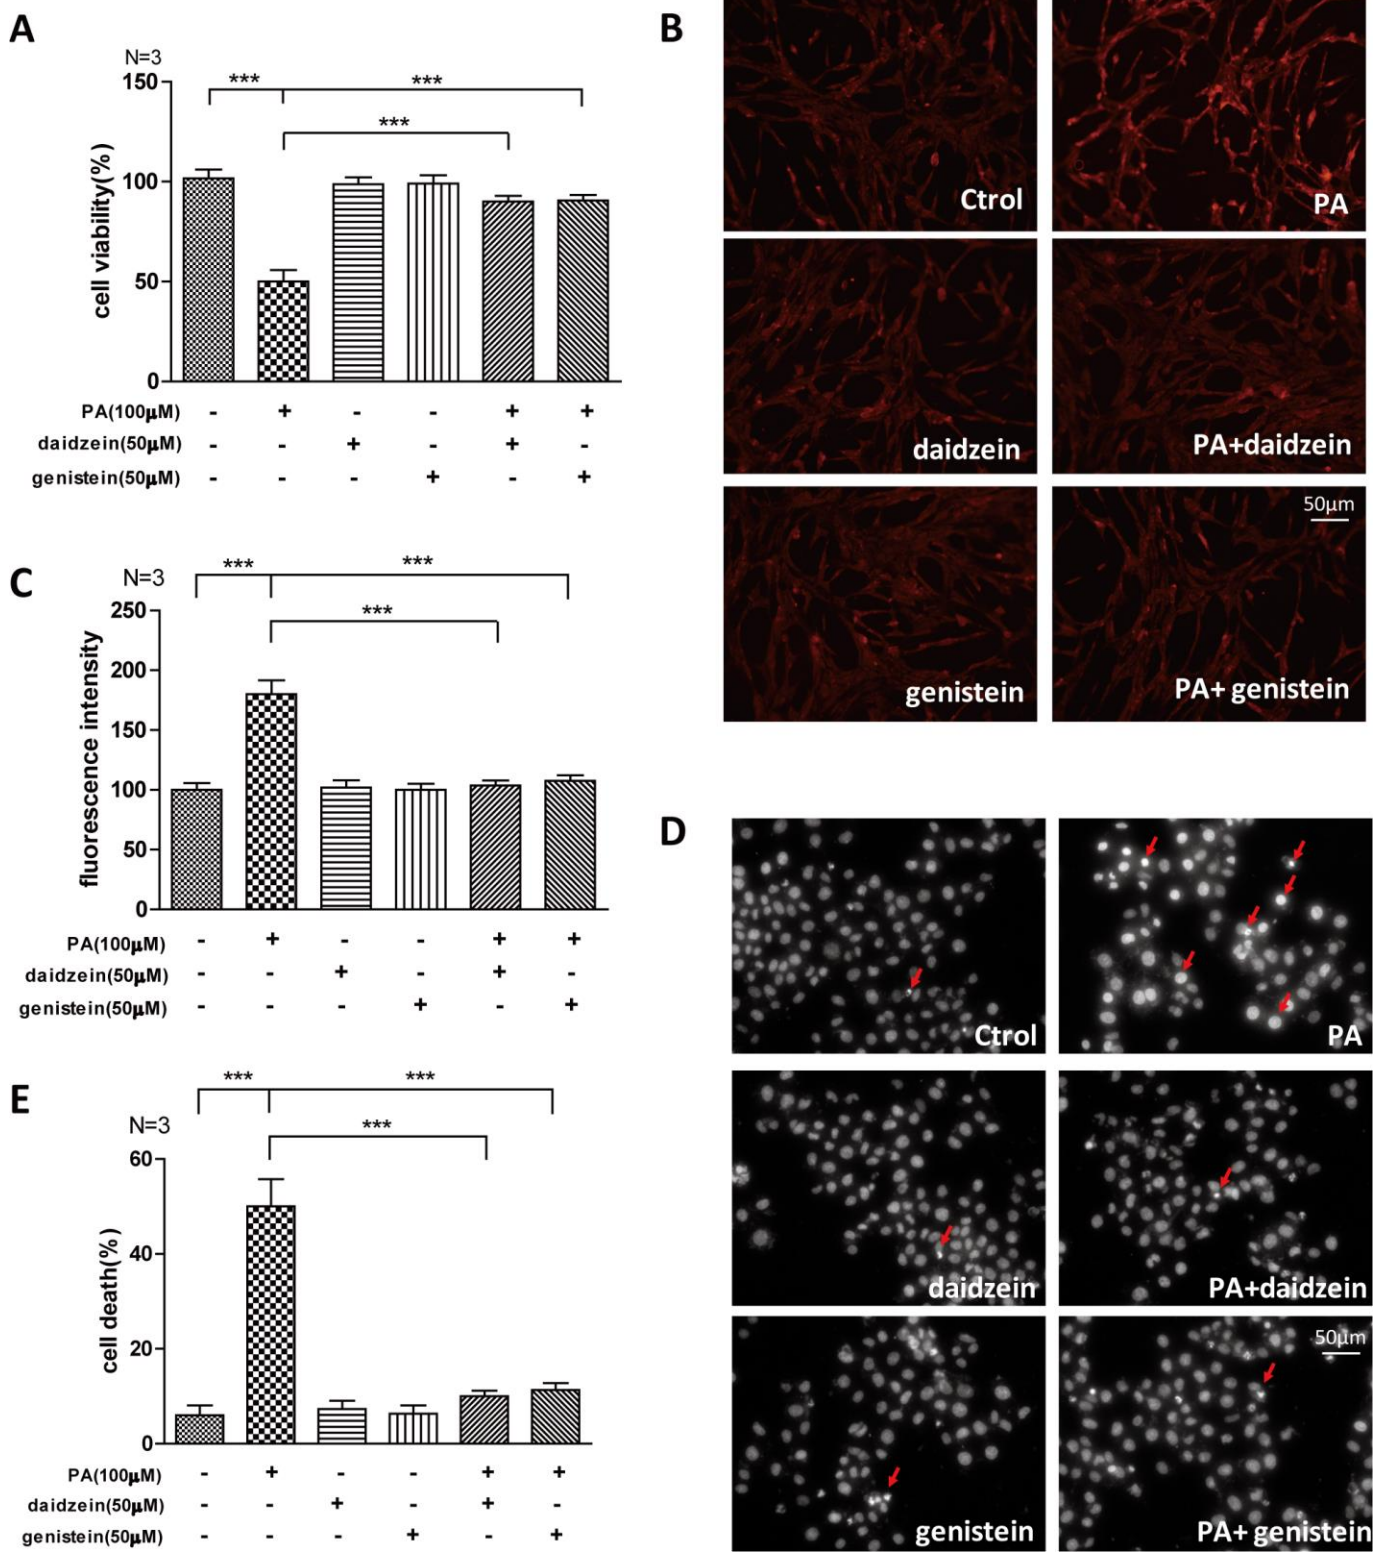 A
N=3
*** ***
***
cell viability(%)
150
100
50
0
PA(100μM) - + - - + +
daidzein(50μM) - - + - + -
genistein(50μM) - - - + - +
B
Ctrol
PA
daidzein
PA+daidzein
genistein
50μm
PA+ genistein
C
N=3
*** ***
***
fluorescence intensity
250
200
150
100
50
0
PA(100μM) - + - - + +
daidzein(50μM) - - + - + -
genistein(50μM) - - - + - +
D
Ctrol
PA
daidzein
PA+daidzein
genistein
50μm
PA+ genistein
E
*** ***
N=3
***
cell death(%)
60
40
20
0
PA(100μM) - + - - + +
daidzein(50μM) - - + - + -
genistein(50μM) - - - + - +